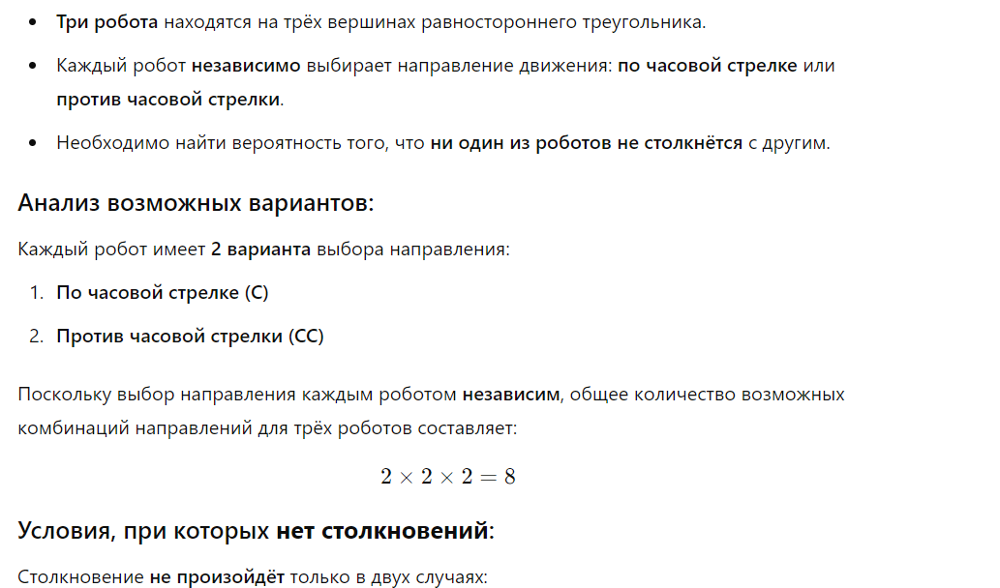 • Три робота находятся на трёх вершинах равностороннего треугольника.
• Каждый робот независимо выбирает направление движения: по часовой стрелке или
против часовой стрелки.
• Необходимо найти вероятность того, что ни один из роботов не столкнётся с другим.
Анализ возможных вариантов:
Каждый робот имеет 2 варианта выбора направления:
1. По часовой стрелке (C)
2. Против часовой стрелки (CC)
Поскольку выбор направления каждым роботом независим, общее количество возможных
комбинаций направлений для трёх роботов составляет:
2 × 2 × 2 = 8
Условия, при которых нет столкновений:
Столкновение не произойдёт только в двух случаях: